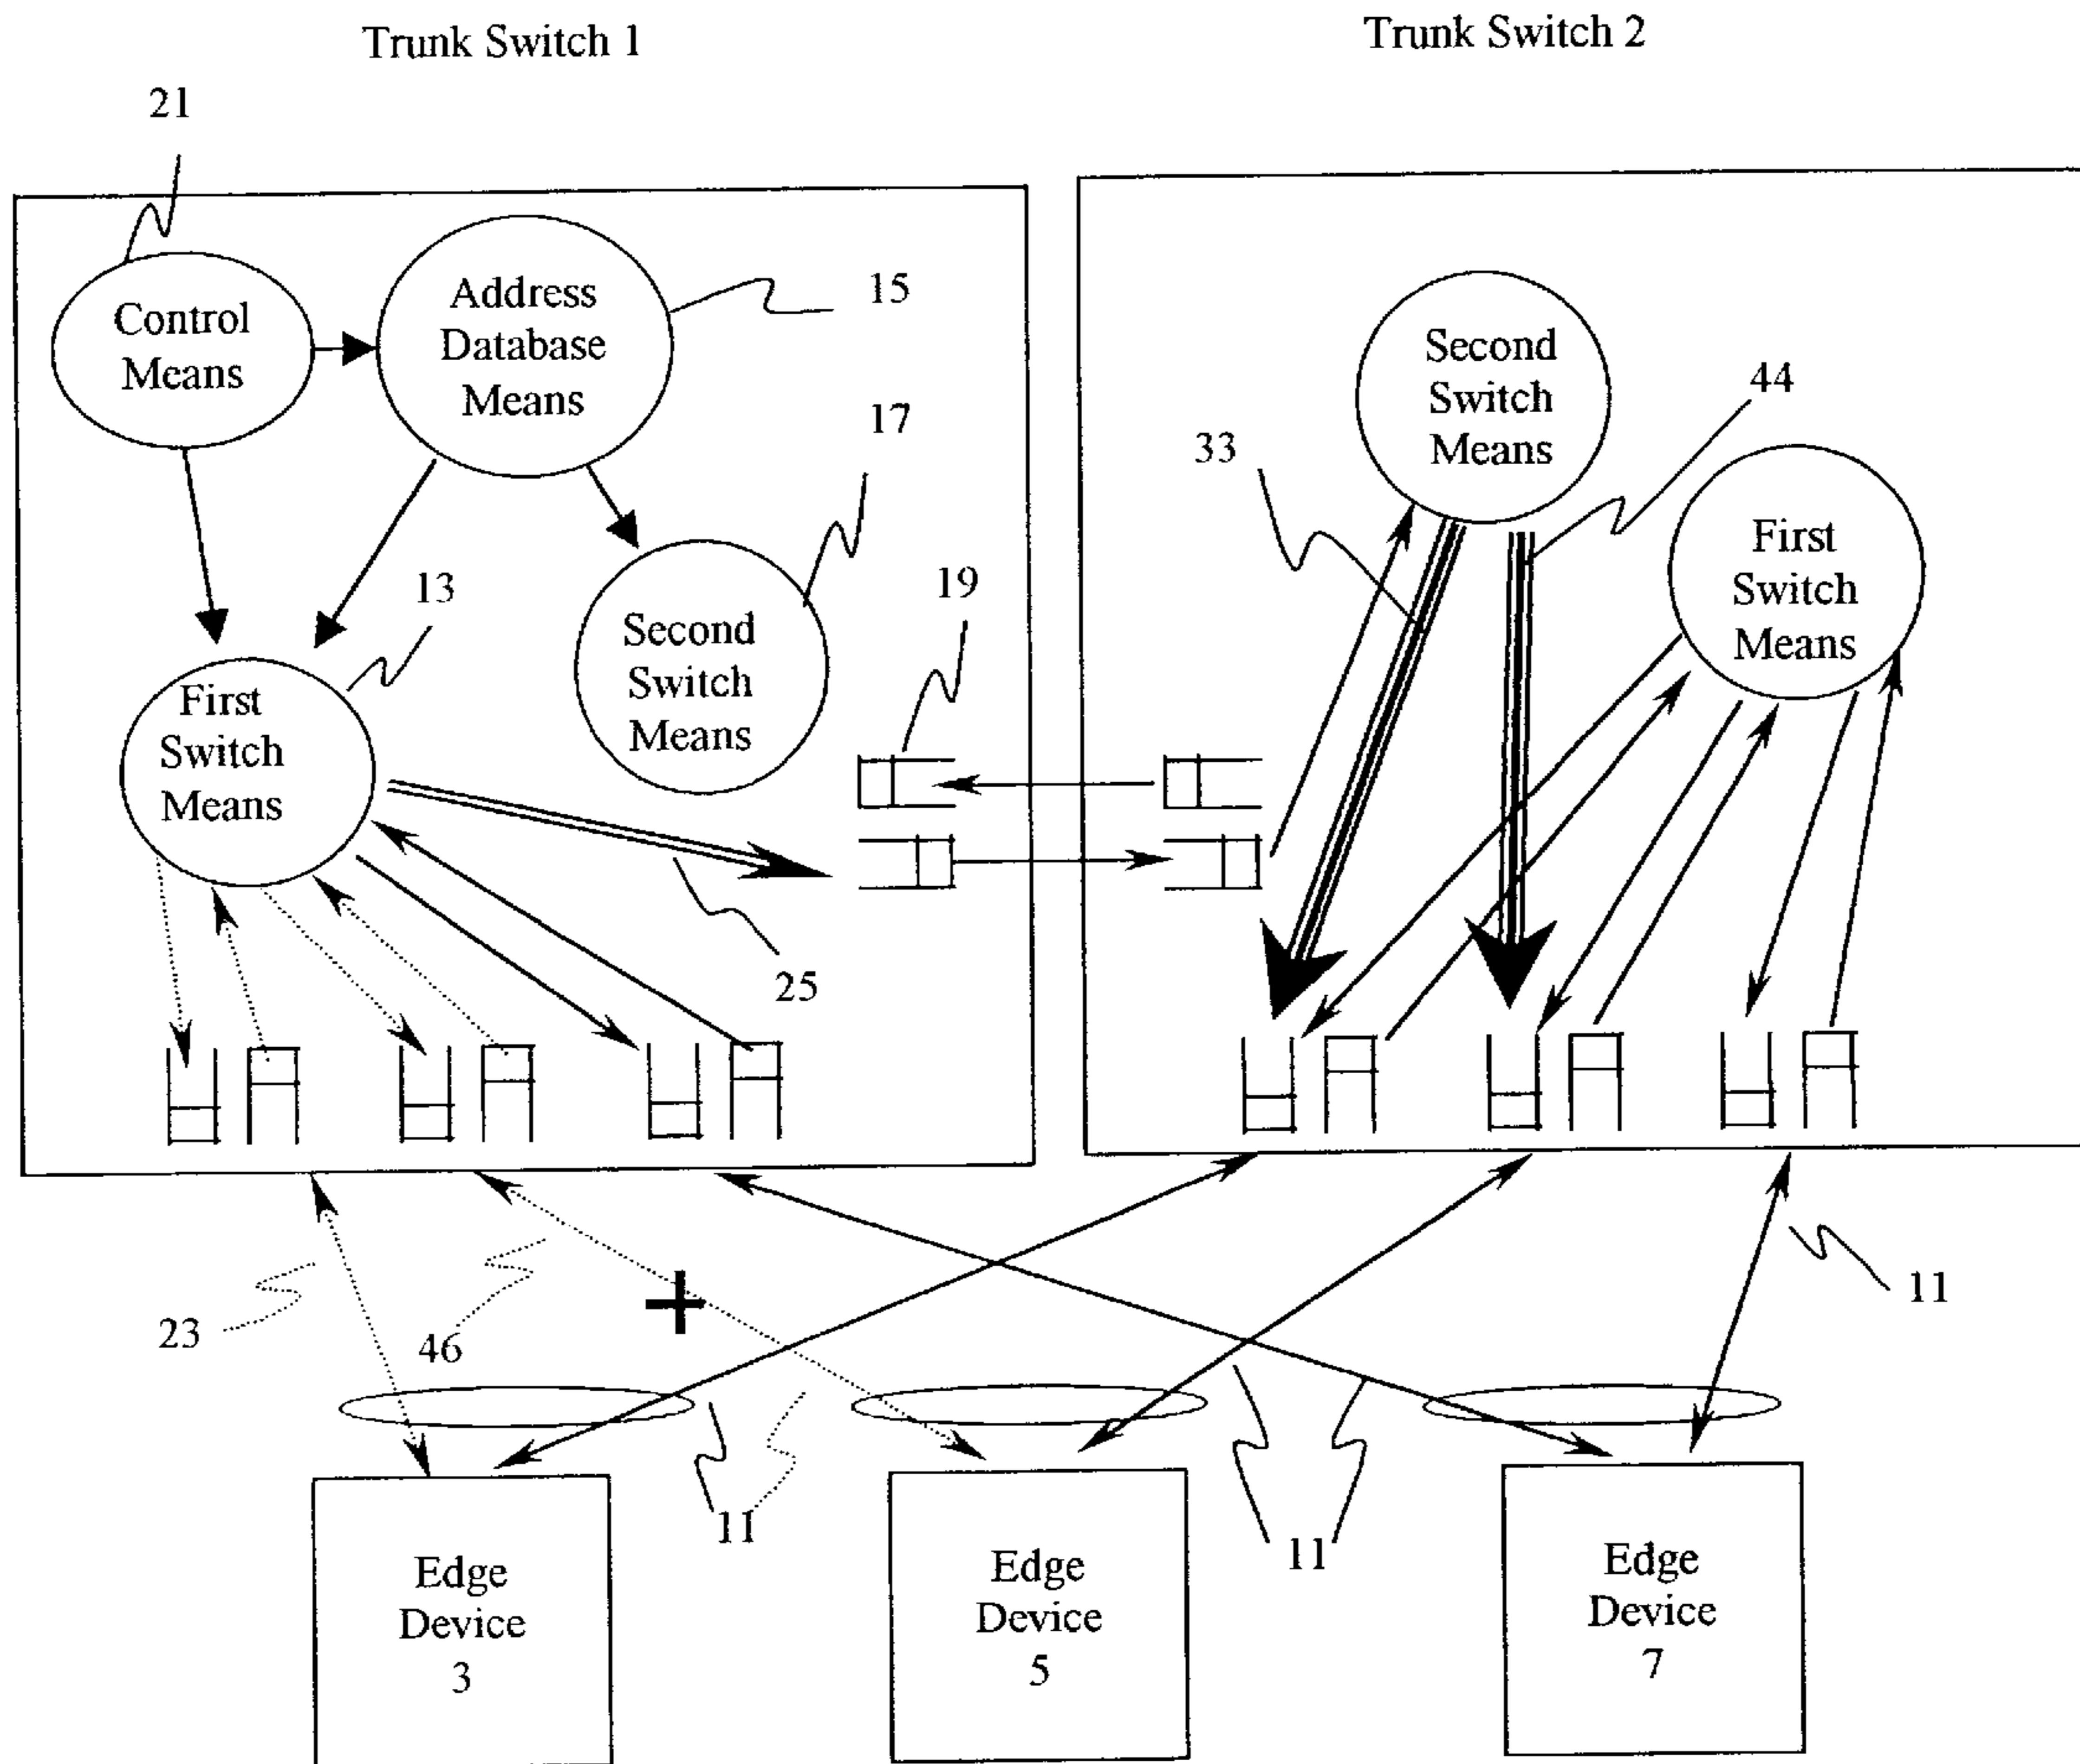 Trunk Switch 1
Trunk Switch 2
21
Control
Means
Address
Database
Means
15
17
Second
Switch
Means
44
33
First
Switch
Means
13
19
Second
Switch
Means
First
Switch
Means
25
23
46
11
11
11
Edge
Device
3
Edge
Device
5
Edge
Device
7